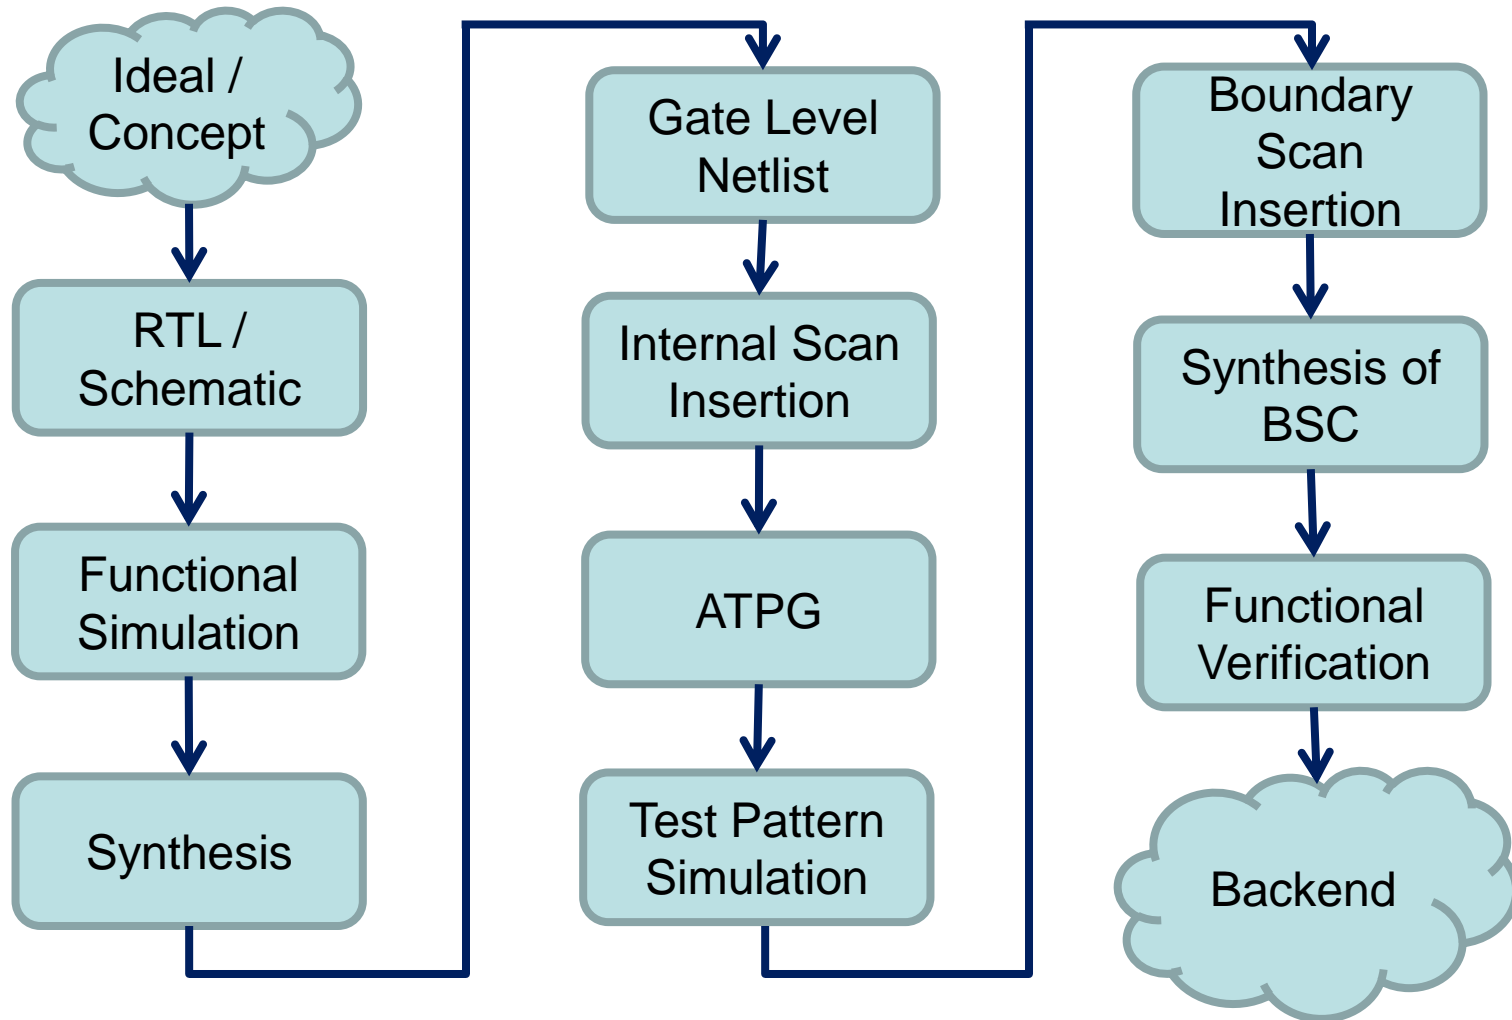 Ideal /
Concept
RTL /
Schematic
Functional
Simulation
Synthesis
Gate Level
Netlist
Internal Scan
Insertion
ATPG
Test Pattern
Simulation
Boundary
Scan
Insertion
Synthesis of
BSC
Functional
Verification
Backend